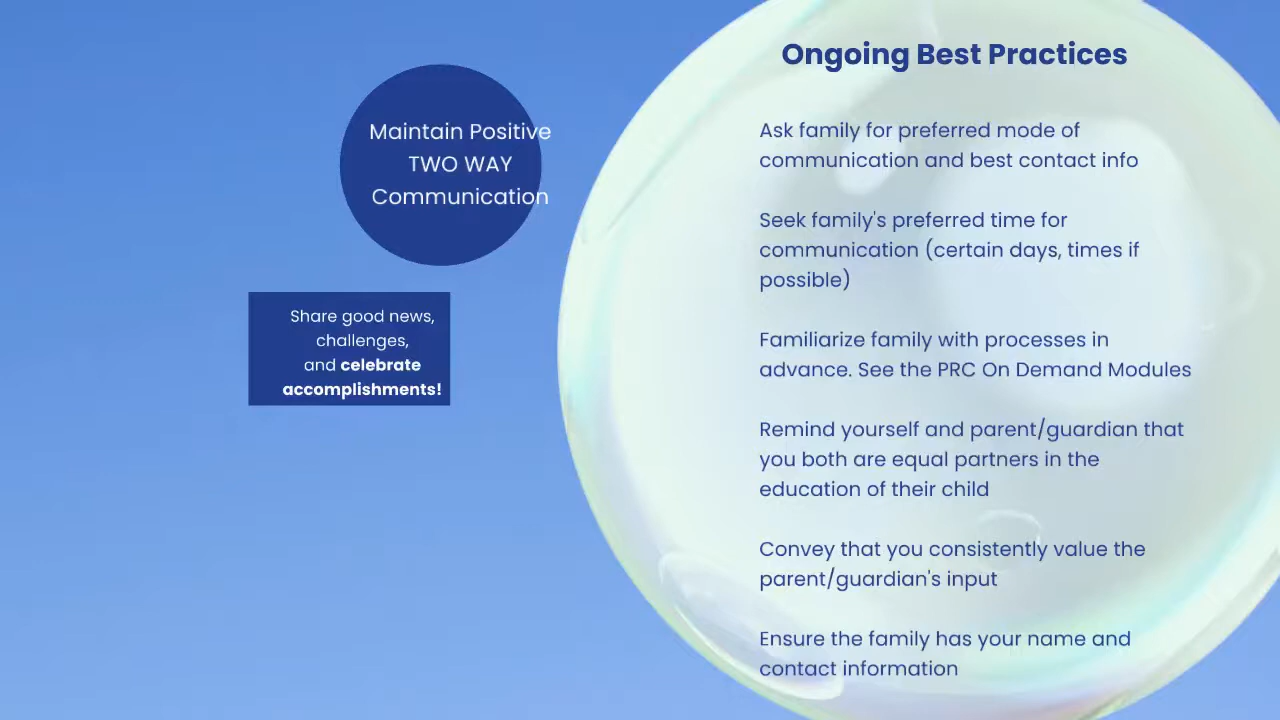 Maintain Positive
TWO WAY
Communication
Share good news,
challenges,
and celebrate
accomplishments!
Ongoing Best Practices
Ask family for preferred mode of
communication and best contact info
Seek family's preferred time for
communication (certain days, times if
possible)
Familiarize family with processes in
advance. See the PRC On Demand Modules
Remind yourself and parent/guardian that
you both are equal partners in the
education of their child
Convey that you consistently value the
parent/guardian's input
Ensure the family has your name and
contact information